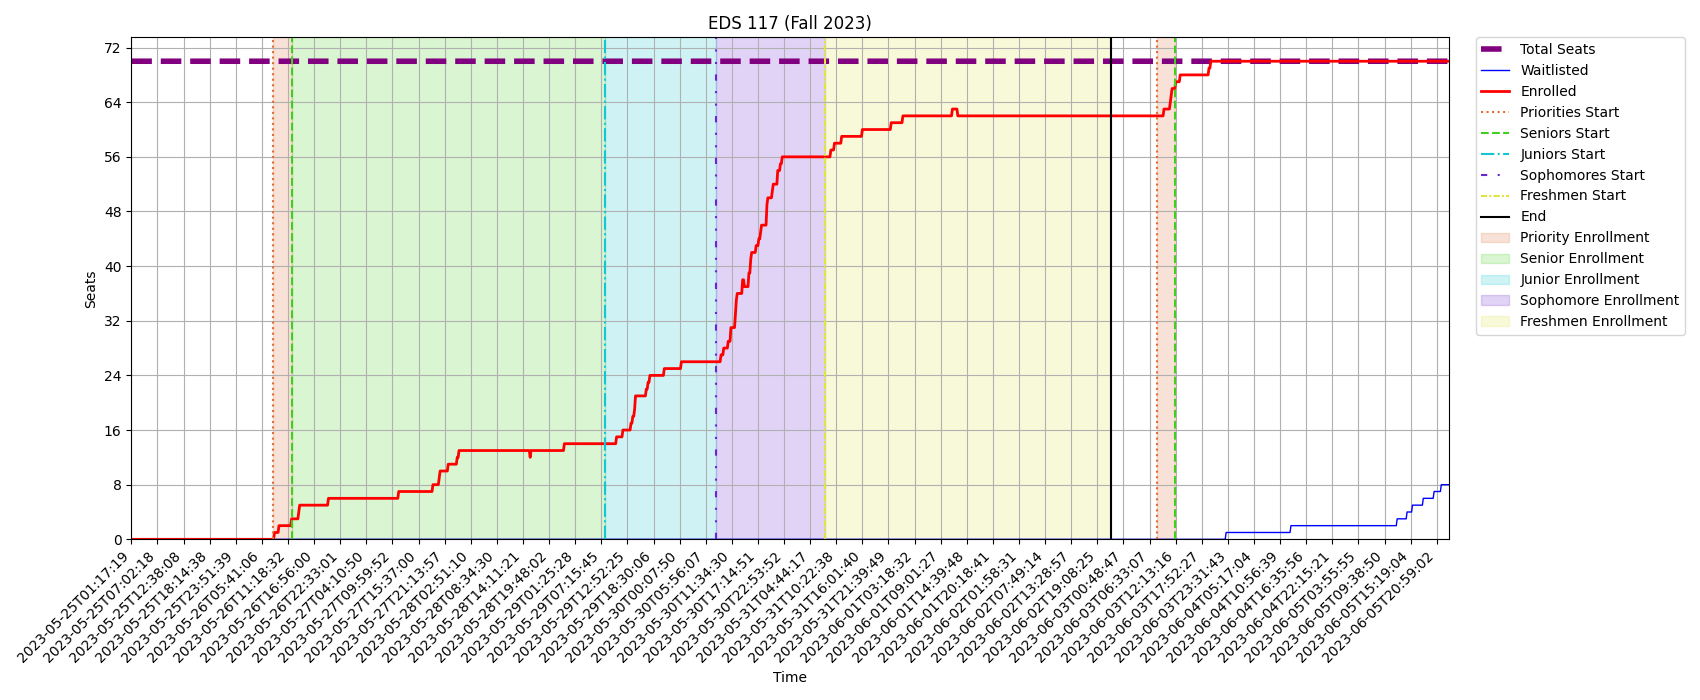 EDS 117 (Fall 2023)
72
64
56
48
40
32
24
16
8
0
Seats
2023-05-25T01:17:19
2023-05-25T07:02:18
2023-05-25T12:38:08
2023-05-25T18:14:38
2023-05-25T23:51:39
2023-05-26T05:41:06
2023-05-26T11:18:32
2023-05-26T16:56:00
2023-05-26T22:33:01
2023-05-27T04:10:50
2023-05-27T09:59:52
2023-05-27T15:37:00
2023-05-27T21:13:57
2023-05-28T02:51:10
2023-05-28T08:34:30
2023-05-28T14:11:21
2023-05-28T19:48:02
2023-05-29T01:25:28
2023-05-29T07:15:45
2023-05-29T12:52:25
2023-05-29T18:30:06
2023-05-30T00:07:50
2023-05-30T05:56:07
2023-05-30T11:34:30
2023-05-30T17:14:51
2023-05-30T22:53:52
2023-05-31T04:44:17
2023-05-31T10:22:38
2023-05-31T16:01:40
2023-05-31T21:39:49
2023-06-01T03:18:32
2023-06-01T09:01:27
2023-06-01T14:39:48
2023-06-01T20:18:41
2023-06-02T01:58:31
2023-06-02T07:49:14
2023-06-02T13:28:57
2023-06-02T19:08:25
2023-06-03T00:48:47
2023-06-03T06:33:07
2023-06-03T12:13:16
2023-06-03T17:52:27
2023-06-03T23:31:43
2023-06-04T05:17:04
2023-06-04T10:56:39
2023-06-04T16:35:56
2023-06-04T22:15:21
2023-06-05T03:55:55
2023-06-05T09:38:50
2023-06-05T15:19:04
2023-06-05T20:59:02
Time
Total Seats
Waitlisted
Enrolled
Priorities Start
Seniors Start
Juniors Start
Sophomores Start
Freshmen Start
End
Priority Enrollment
Senior Enrollment
Junior Enrollment
Sophomore Enrollment
Freshmen Enrollment